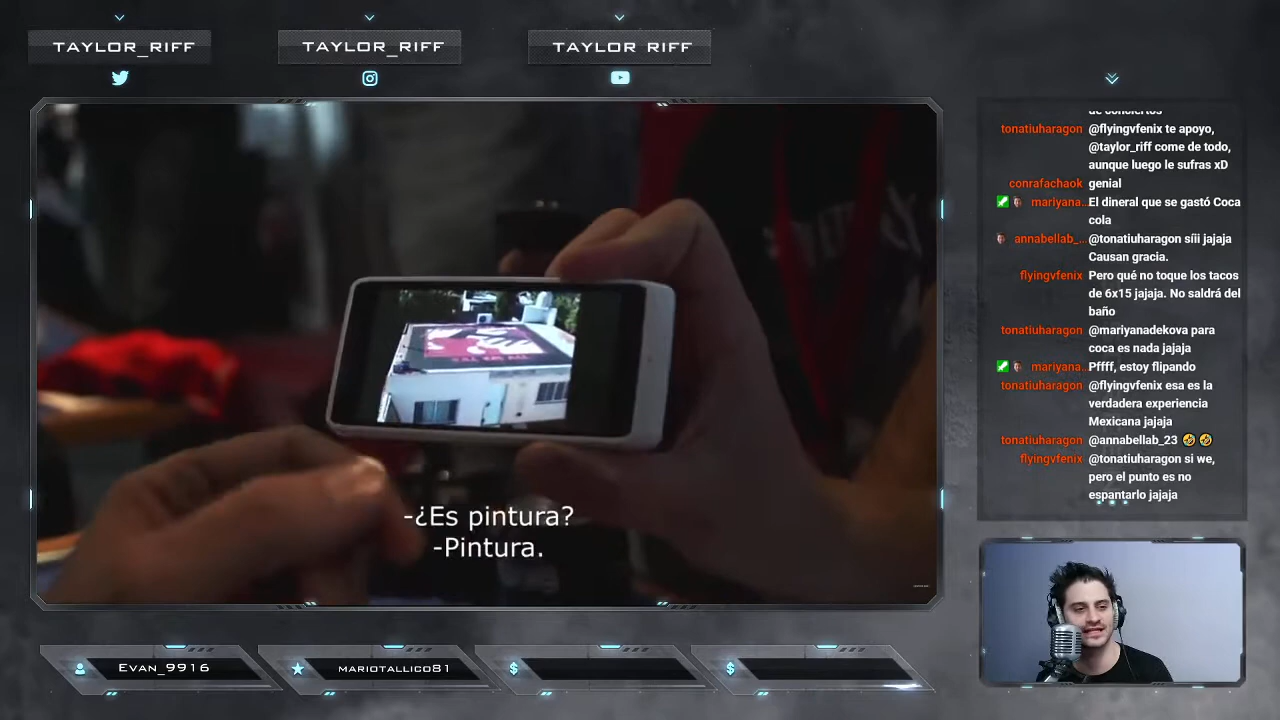 TAYLOR_RIFF
TAYLOR_RIFF
TAYLOR RIFF
de conciertos
tonatiuharagon @flyingvfenix te apoyo,
@taylor_riff come de todo,
aunque luego le sufras xD
conrafachaok genial
mariyana... El dineral que se gastó Coca
cola
annabellab_... @tonatiuharagon síii jajaja
Causan gracia.
flyingvfenix Pero qué no toque los tacos
de 6x15 jajaja. No saldrá del
baño
tonatiuharagon @mariyanadekova para
coca es nada jajaja
mariyana... Pffff, estoy flipando
tonatiuharagon @flyingvfenix esa es la
verdadera experiencia
Mexicana jajaja
tonatiuharagon @annabellab_23 🤣 🤣
flyingvfenix @tonatiuharagon si we,
pero el punto es no
espantarlo jajaja
-¿Es pintura?
-Pintura.
Evan_9916
mariotallico81